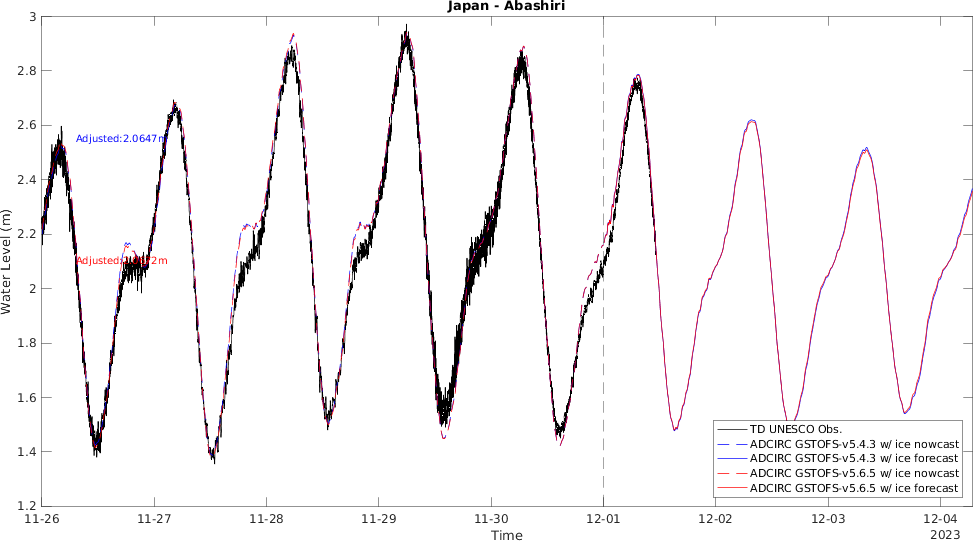 Japan - Abashiri
Water Level (m)
3
2.8
2.6
2.4
2.2
2
1.8
1.6
1.4
1.2
Adjusted:2.0647m
TD UNESCO Obs.
ADCIRC GSTOFS-v5.4.3 w/ ice nowcast
ADCIRC GSTOFS-v5.4.3 w/ ice forecast
ADCIRC GSTOFS-v5.6.5 w/ ice nowcast
ADCIRC GSTOFS-v5.6.5 w/ ice forecast
11-26 11-27 11-28 11-29 11-30 12-01 12-02 12-03 12-04
Time
2023